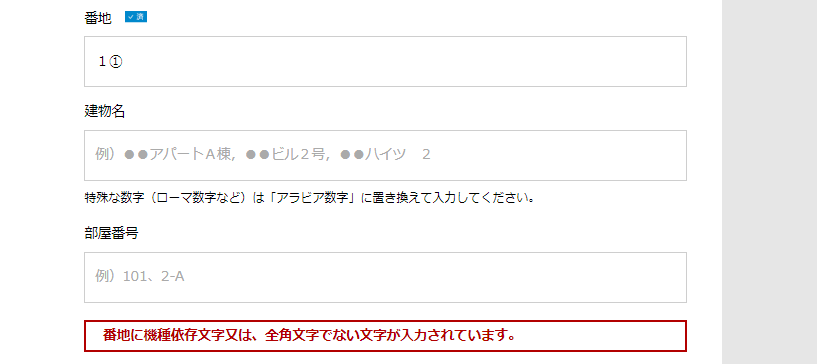 番地 ✓ 済
１①
建物名
例）●●アパートＡ棟，●●ビル２号，●●ハイツ　２
特殊な数字（ローマ数字など）は「アラビア数字」に置き換えて入力してください。
部屋番号
例）101、2-A
番地に機種依存文字又は、全角文字でない文字が入力されています。